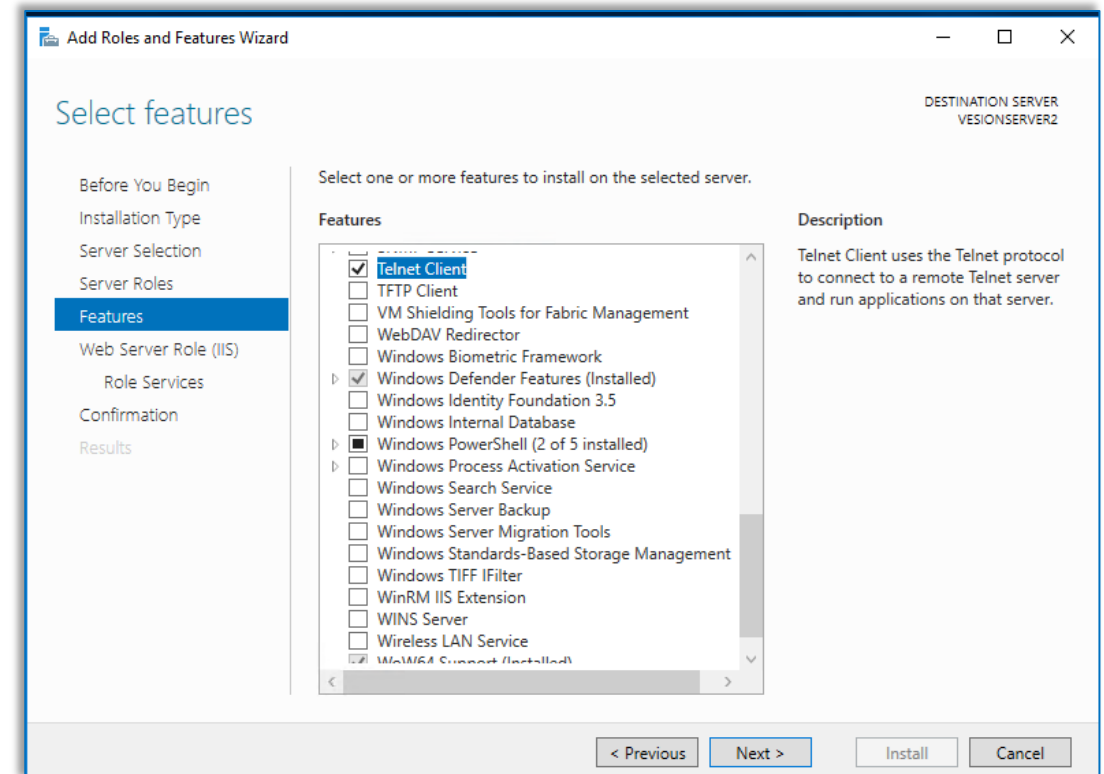 Add Roles and Features Wizard
Select features
DESTINATION SERVER
VESIONSERVER2
Before You Begin
Installation Type
Server Selection
Server Roles
Features
Web Server Role (IIS)
Role Services
Confirmation
Results
Select one or more features to install on the selected server.
Features
Telnet Client
TFTP Client
VM Shielding Tools for Fabric Management
WebDAV Redirector
Windows Biometric Framework
Windows Defender Features (Installed)
Windows Identity Foundation 3.5
Windows Internal Database
Windows PowerShell (2 of 5 installed)
Windows Process Activation Service
Windows Search Service
Windows Server Backup
Windows Server Migration Tools
Windows Standards-Based Storage Management
Windows TIFF IFilter
WinRM IIS Extension
WINS Server
Wireless LAN Service
WoW64 Support (Installed)
Description
Telnet Client uses the Telnet protocol
to connect to a remote Telnet server
and run applications on that server.
< Previous
Next >
Install
Cancel